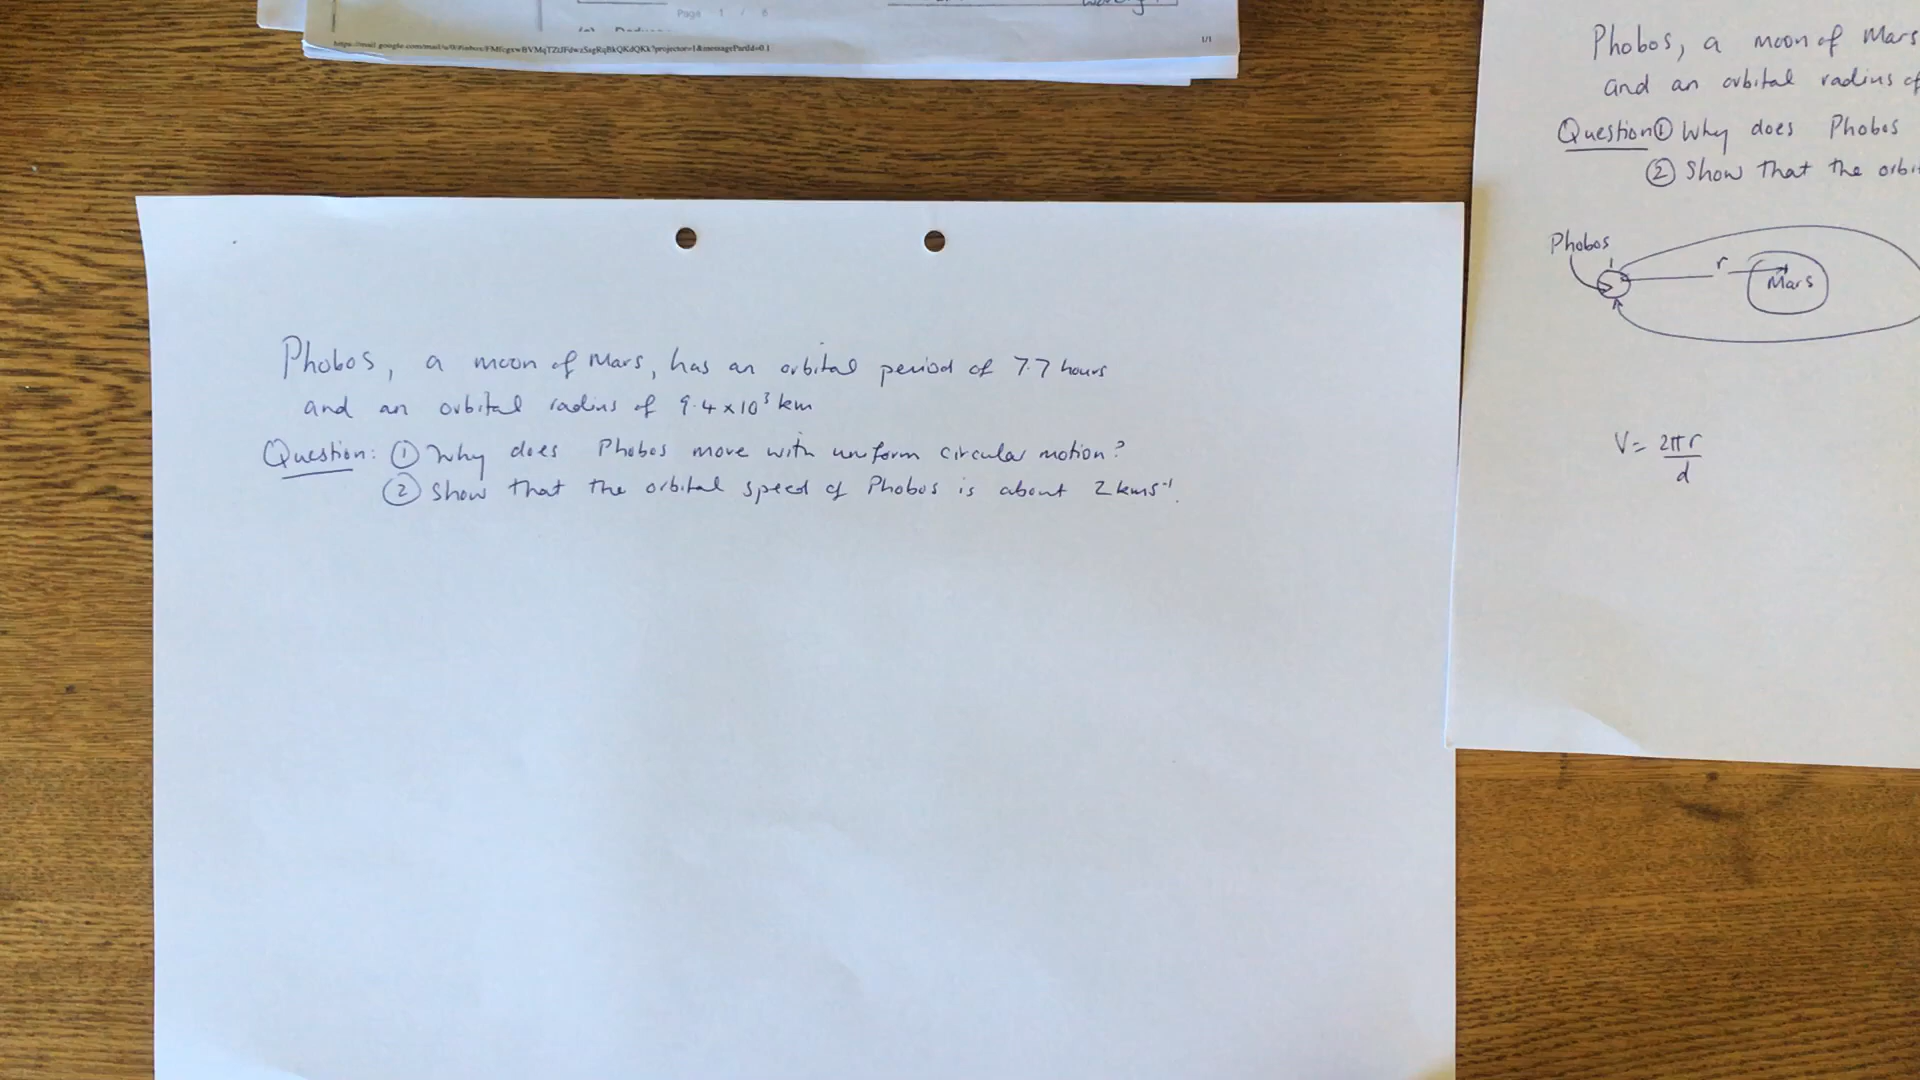 Page 1 / 6
1/1
Phobos, a moon of Mars, has an orbital period of 7.7 hours
and an orbital radius of 9.4 x 10³ km
Question: ① Why does Phobos move with uniform circular motion?
② Show that the orbital speed of Phobos is about 2 kms⁻¹.
Phobos, a moon of Mars
and an orbital radius of
Question ① Why does Phobos
② Show that the orbi
Phobos
r
Mars
V = 2πr
d